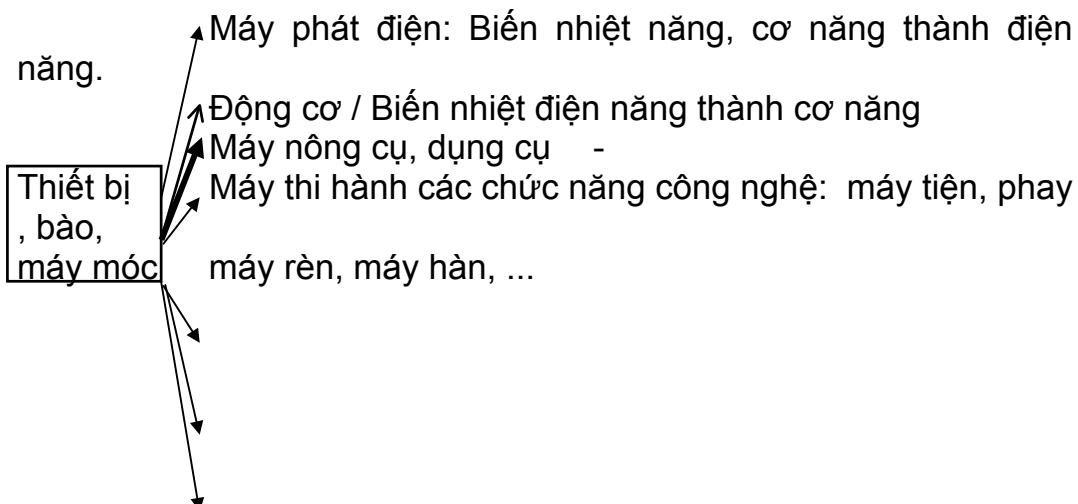 Máy phát điện: Biến nhiệt năng, cơ năng thành điện
năng.
Động cơ / Biến nhiệt điện năng thành cơ năng
Máy nông cụ, dụng cụ -
Thiết bị Máy thi hành các chức năng công nghệ: máy tiện, phay
, bào,
máy móc máy rèn, máy hàn, ...